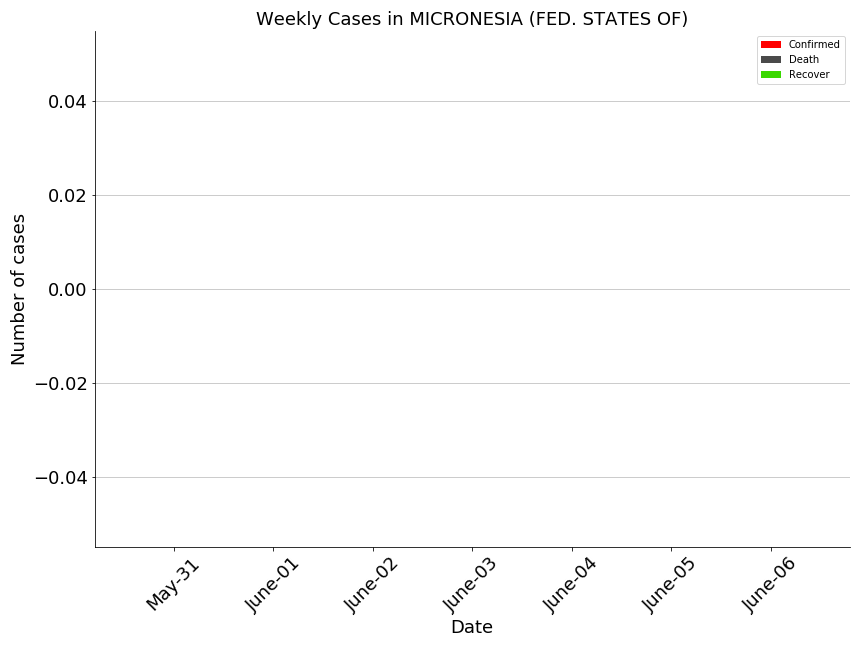 Weekly Cases in MICRONESIA (FED. STATES OF)
Confirmed
Death
Recover
Number of cases
0.04
0.02
0.00
−0.02
−0.04
May-31
June-01
June-02
June-03
June-04
June-05
June-06
Date